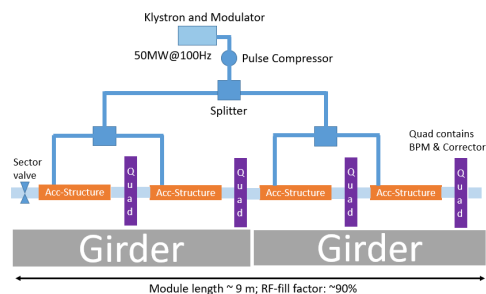 Klystron and Modulator
50MW@100Hz
Pulse Compressor
Splitter
Quad contains
BPM & Corrector
Sector
valve
Acc-Structure
Quad
Acc-Structure
Quad
Acc-Structure
Quad
Acc-Structure
Quad
Girder
Girder
Module length ~ 9 m; RF-fill factor: ~90%